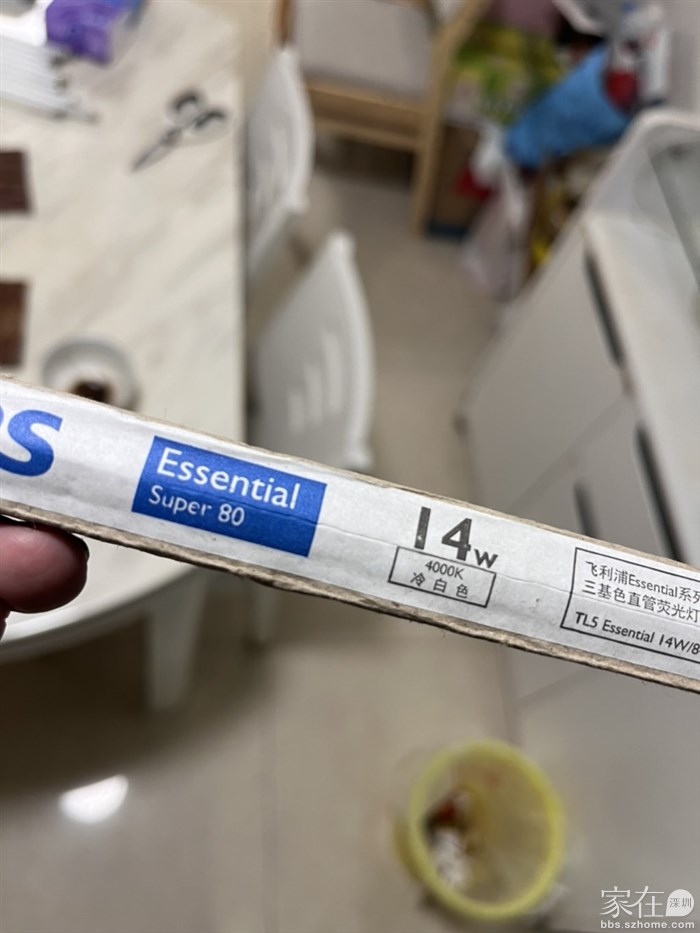 PS
Essential
Super 80
14w
4000K
冷白色
飞利浦Essential系列
三基色直管荧光灯
TL5 Essential 14W/8
家在深圳
bbs.szhome.com